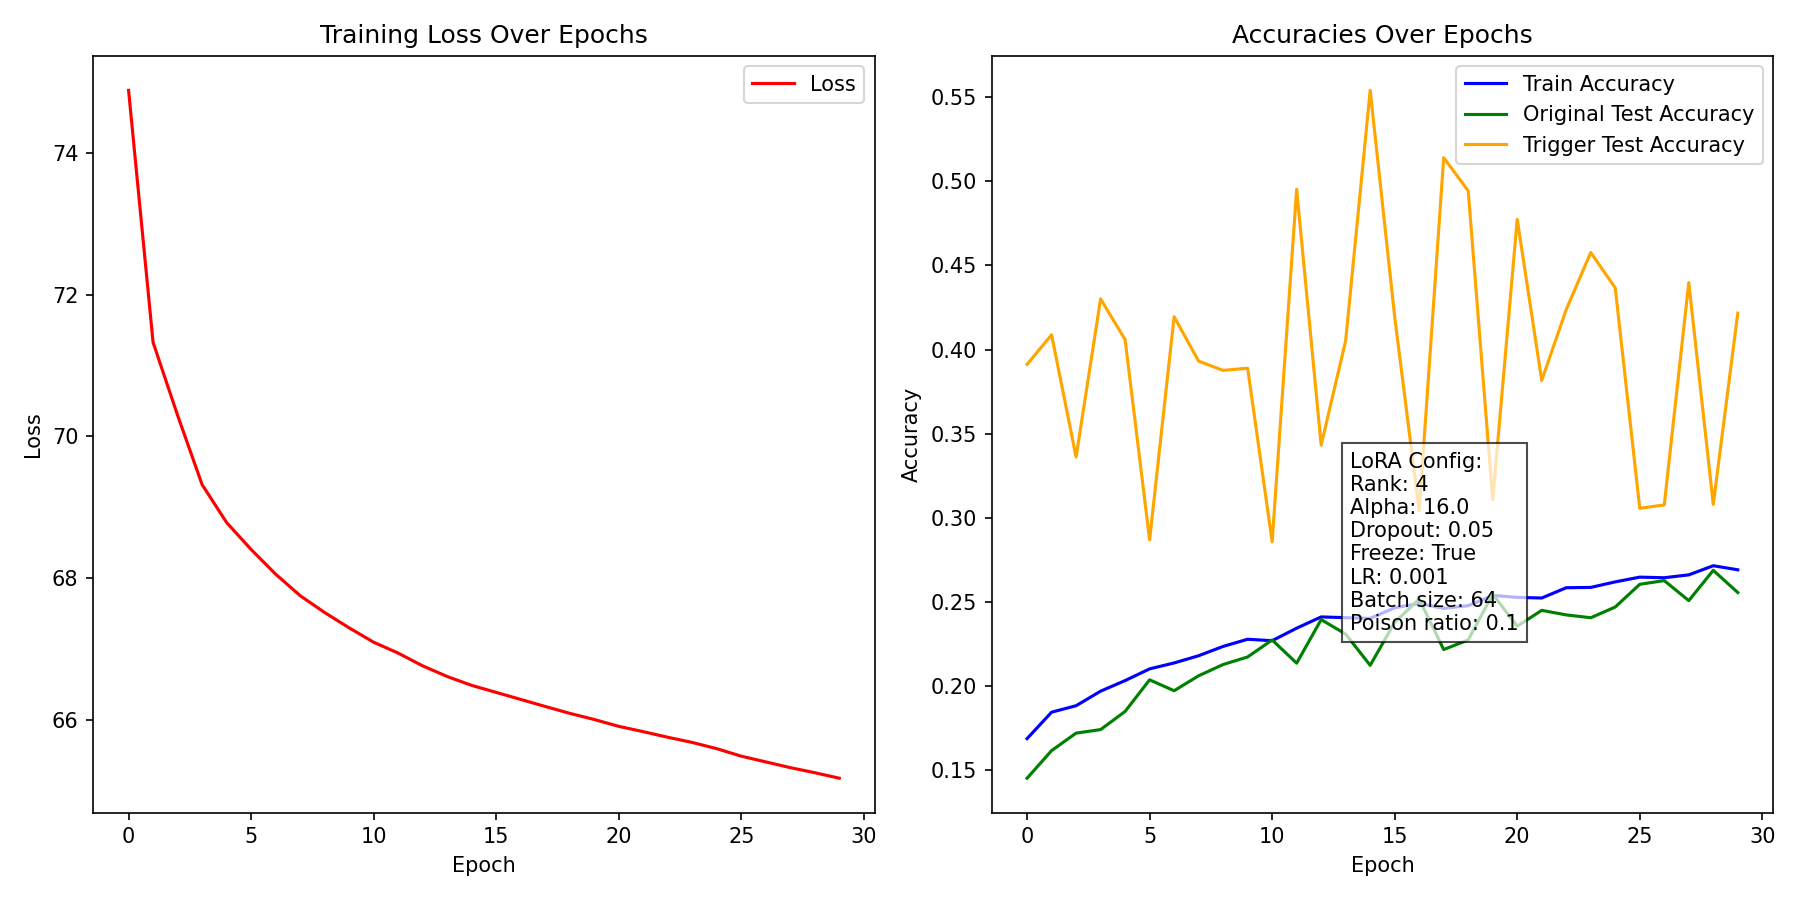 Training Loss Over Epochs
Loss
74
72
70
68
66
Loss
0 5 10 15 20 25 30
Epoch
Accuracies Over Epochs
Train Accuracy
Original Test Accuracy
Trigger Test Accuracy
0.55
0.50
0.45
0.40
0.35
0.30
0.25
0.20
0.15
Accuracy
LoRA Config:
Rank: 4
Alpha: 16.0
Dropout: 0.05
Freeze: True
LR: 0.001
Batch size: 64
Poison ratio: 0.1
0 5 10 15 20 25 30
Epoch